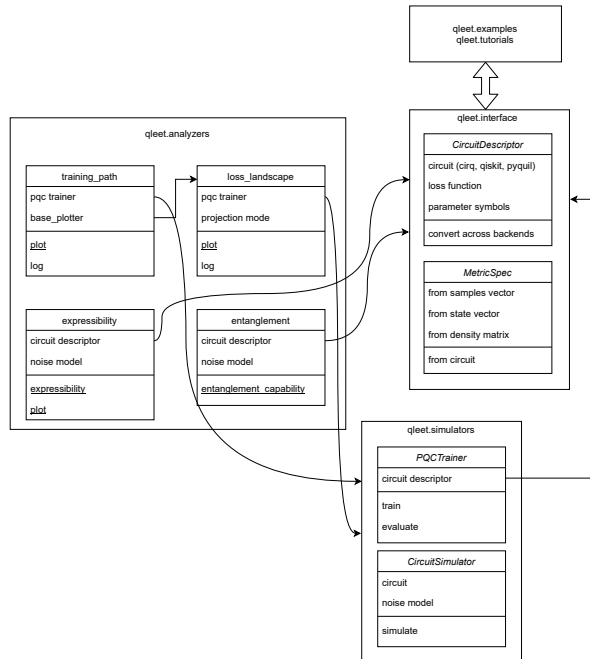 qleet.examples
qleet.tutorials
qleet.interface
CircuitDescriptor
circuit (cirq, qiskit, pyquil)
loss function
parameter symbols
convert across backends
MetricSpec
from samples vector
from state vector
from density matrix
from circuit
qleet.analyzers
training_path
pqc trainer
base_plotter
plot
log
loss_landscape
pqc trainer
projection mode
plot
log
expressibility
circuit descriptor
noise model
expressibility
plot
entanglement
circuit descriptor
noise model
entanglement_capability
qleet.simulators
PQCTrainer
circuit descriptor
train
evaluate
CircuitSimulator
circuit
noise model
simulate